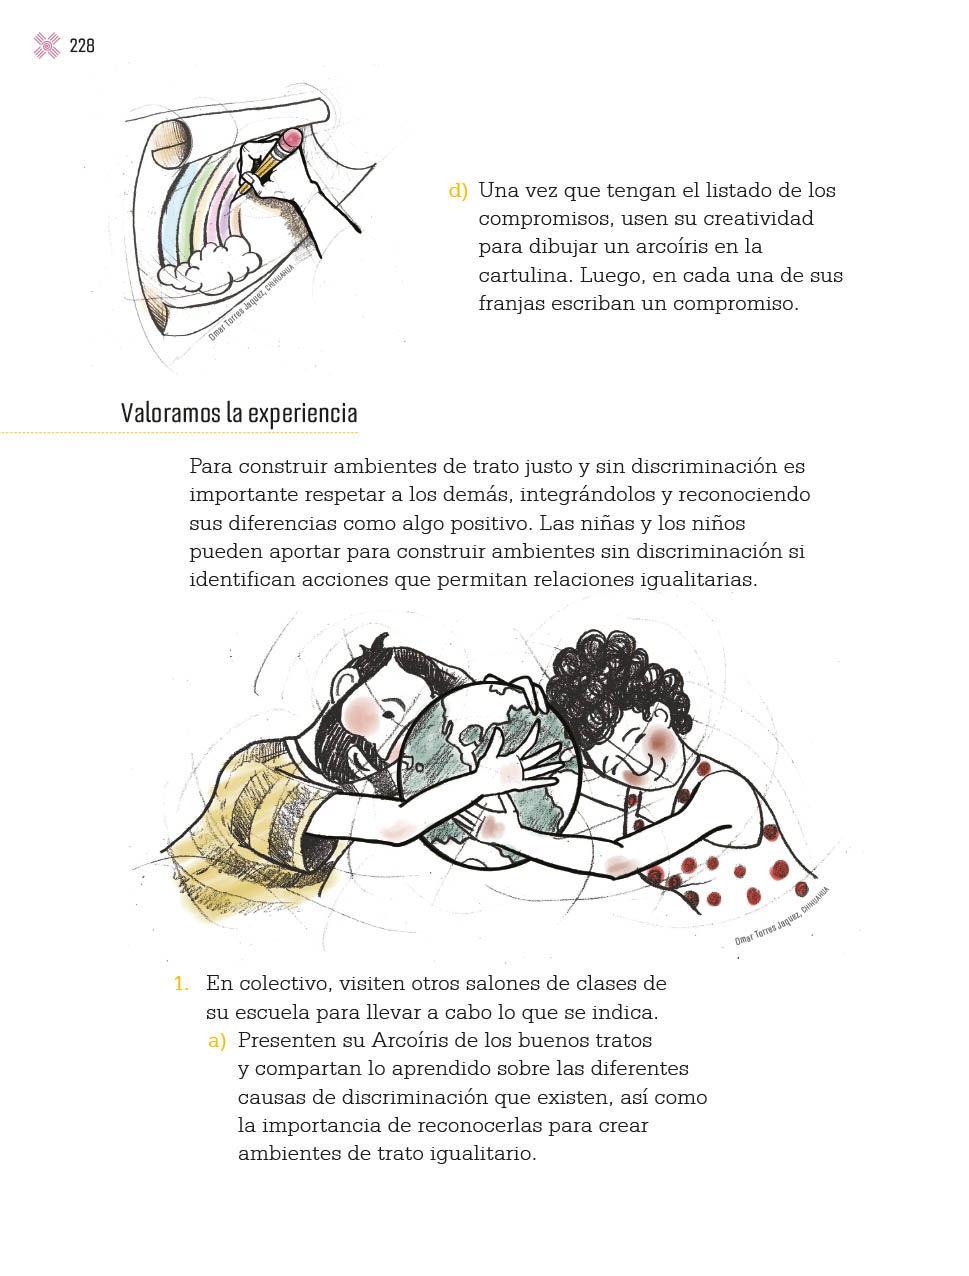 228
d) Una vez que tengan el listado de los
compromisos, usen su creatividad
para dibujar un arcoíris en la
cartulina. Luego, en cada una de sus
franjas escriban un compromiso.
Omar Torres Jaquez, CHIHUAHUA
Valoramos la experiencia
Para construir ambientes de trato justo y sin discriminación es
importante respetar a los demás, integrándolos y reconociendo
sus diferencias como algo positivo. Las niñas y los niños
pueden aportar para construir ambientes sin discriminación si
identifican acciones que permitan relaciones igualitarias.
Omar Torres Jaquez, CHIHUAHUA
1. En colectivo, visiten otros salones de clases de
su escuela para llevar a cabo lo que se indica.
a) Presenten su Arcoíris de los buenos tratos
y compartan lo aprendido sobre las diferentes
causas de discriminación que existen, así como
la importancia de reconocerlas para crear
ambientes de trato igualitario.